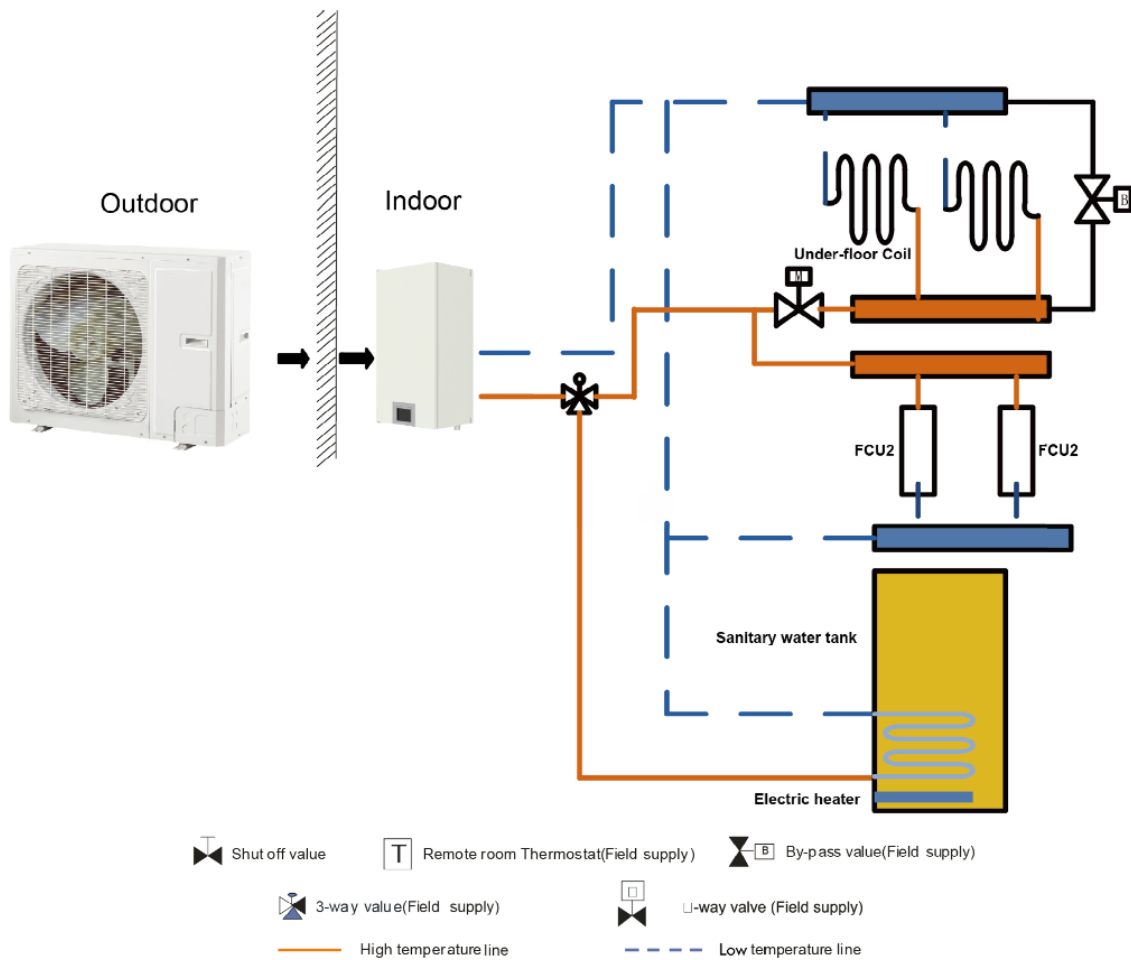 Outdoor
Indoor
B
Under-floor Coil
FCU2
FCU2
Sanitary water tank
Electric heater
Shut off value
T
Remote room Thermostat(Field supply)
B
By-pass value(Field supply)
3-way value(Field supply)
□-way valve (Field supply)
High temperature line
Low temperature line